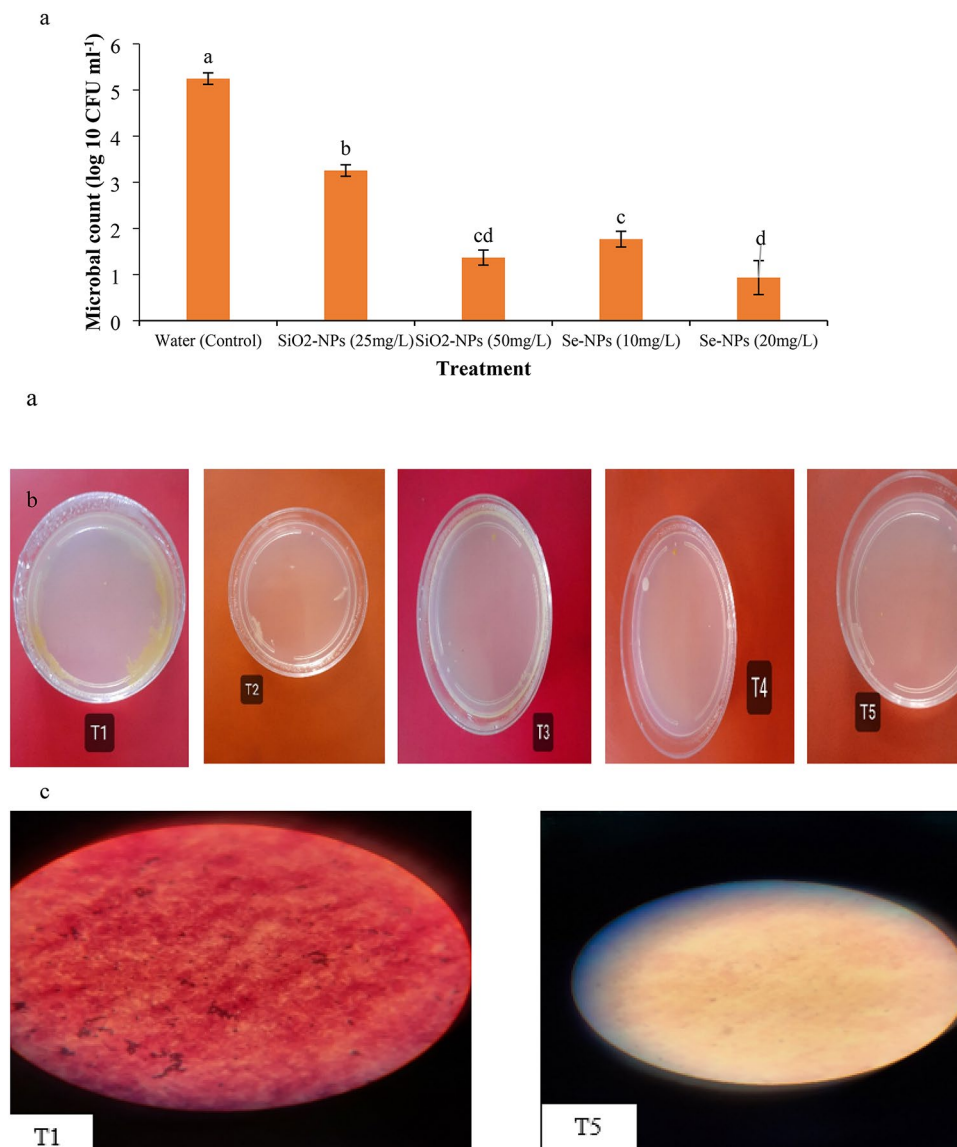 a
Microbal count (log 10 CFU ml⁻¹)
6
5
4
3
2
1
0
a
b
cd
c
d
Water (Control)
SiO2-NPs (25mg/L)
SiO2-NPs (50mg/L)
Se-NPs (10mg/L)
Se-NPs (20mg/L)
Treatment
a
b
T1
T2
T3
T4
T5
c
T1
T5